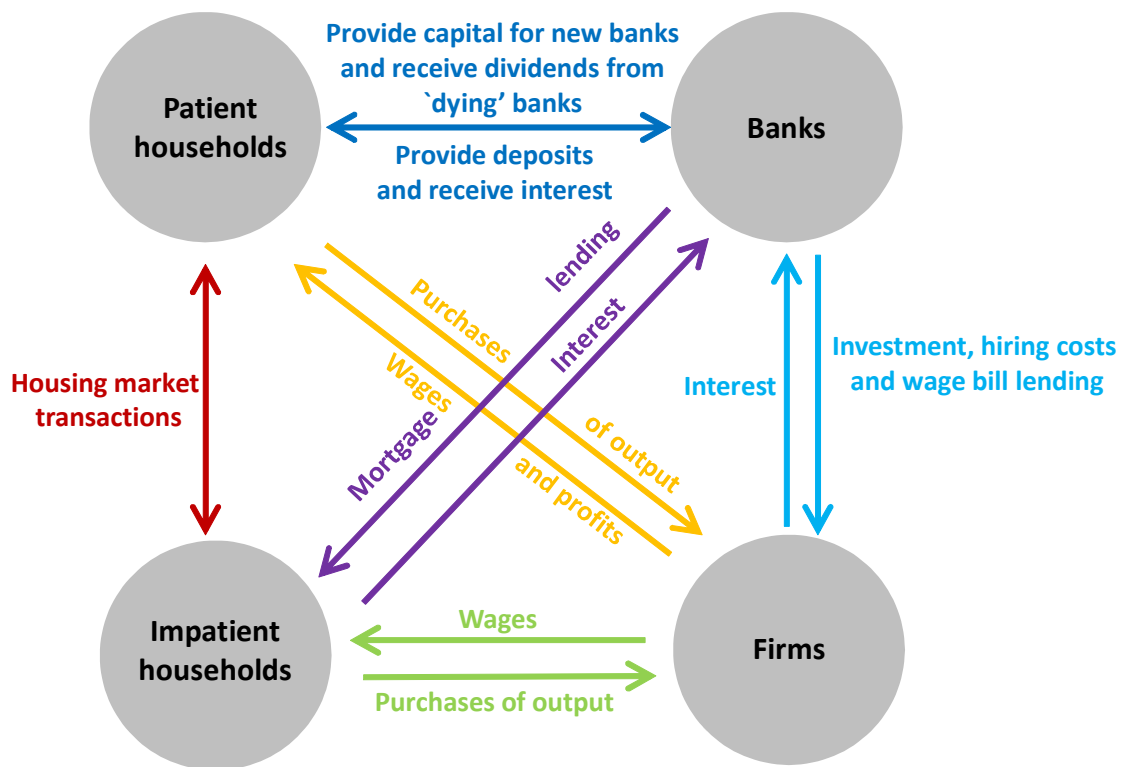 Provide capital for new banks
and receive dividends from
`dying’ banks
Patient
households
Banks
Provide deposits
and receive interest
lending
Interest
Purchases
Wages
Mortgage
of output
and profits
Housing market
transactions
Interest
Investment, hiring costs
and wage bill lending
Impatient
households
Wages
Purchases of output
Firms